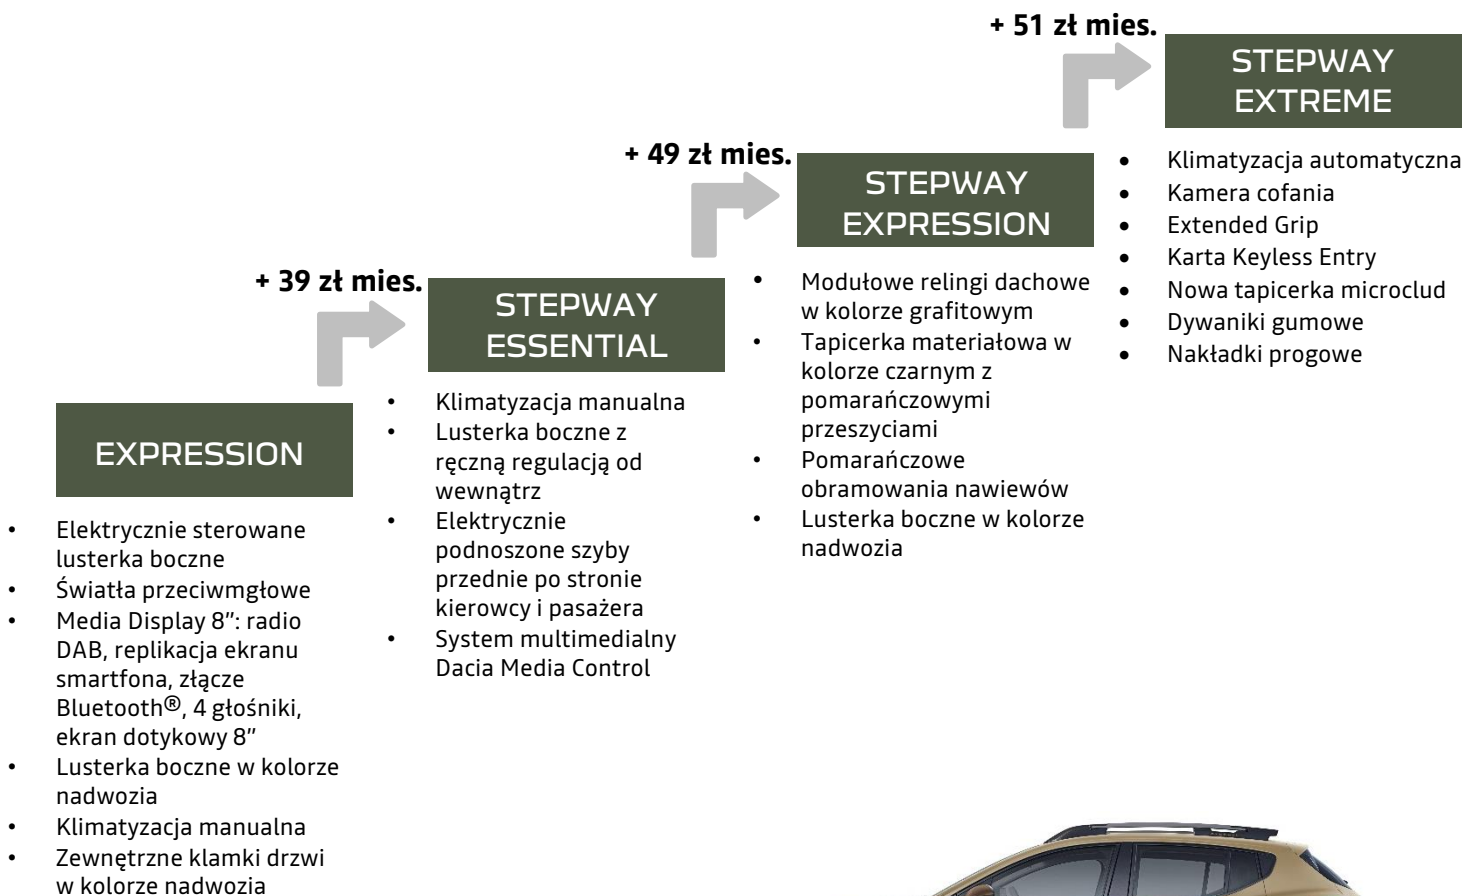 + 51 zł mies.
STEPWAY
EXTREME
• Klimatyzacja automatyczna
• Kamera cofania
• Extended Grip
• Karta Keyless Entry
• Nowa tapicerka microclud
• Dywaniki gumowe
• Nakładki progowe
+ 49 zł mies.
STEPWAY
EXPRESSION
• Modułowe relingi dachowe
w kolorze grafitowym
• Tapicerka materiałowa w
kolorze czarnym z
pomarańczowymi
przeszyciami
• Pomarańczowe
obramowania nawiewów
• Lusterka boczne w kolorze
nadwozia
+ 39 zł mies.
STEPWAY
ESSENTIAL
• Klimatyzacja manualna
• Lusterka boczne z
ręczną regulacją od
wewnątrz
• Elektrycznie
podnoszone szyby
przednie po stronie
kierowcy i pasażera
• System multimedialny
Dacia Media Control
EXPRESSION
• Elektrycznie sterowane
lusterka boczne
• Światła przeciwmgłowe
• Media Display 8”: radio
DAB, replikacja ekranu
smartfona, złącze
Bluetooth®, 4 głośniki,
ekran dotykowy 8”
• Lusterka boczne w kolorze
nadwozia
• Klimatyzacja manualna
• Zewnętrzne klamki drzwi
w kolorze nadwozia